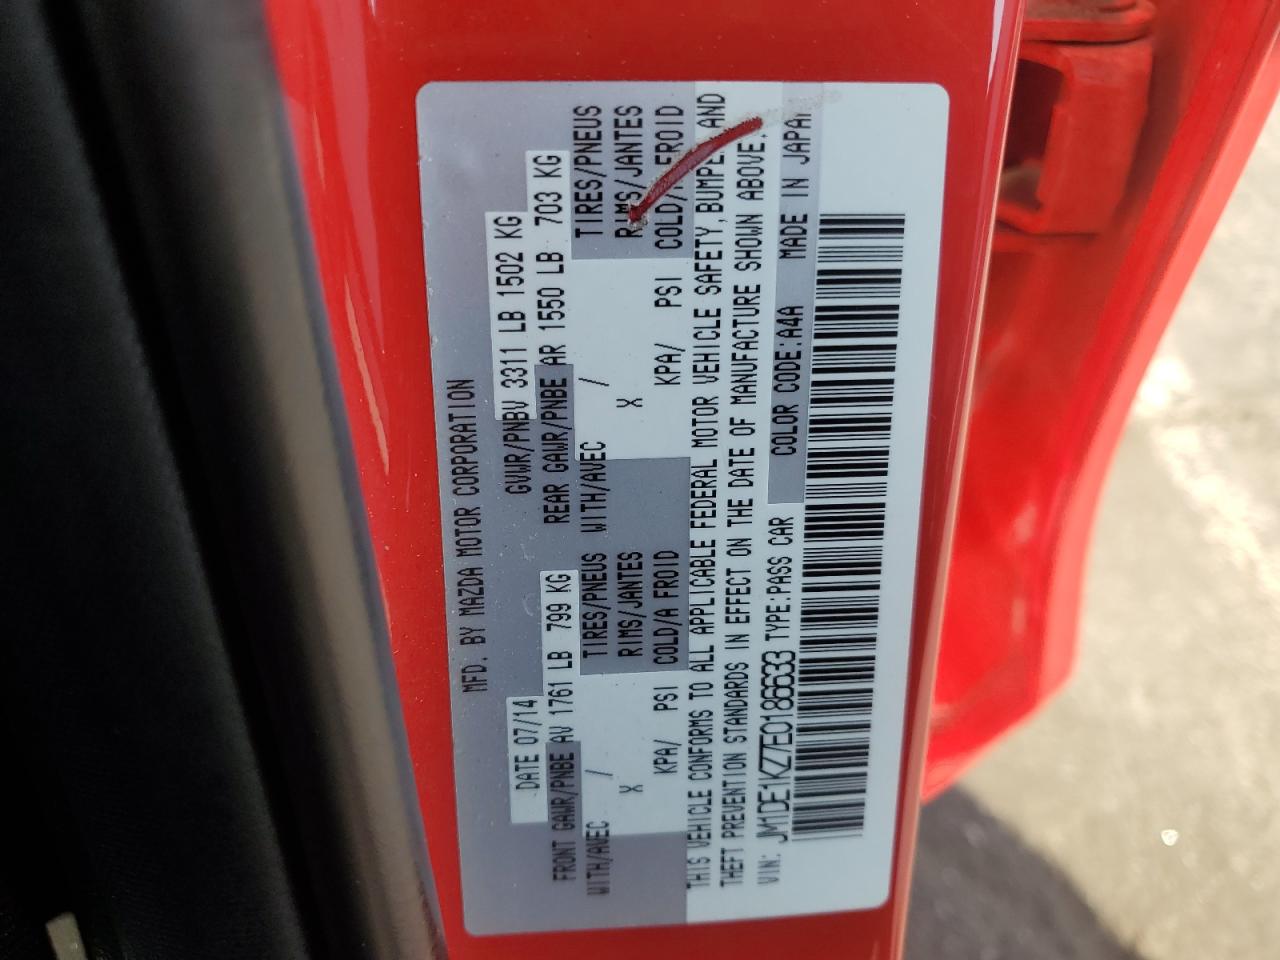 MFD. BY MAZDA MOTOR CORPORATION
DATE 07/14 GVWR/PNBV 3311 LB 1502 KG
FRONT GAWR/PNBE AV 1761 LB 799 KG REAR GAWR/PNBE AR 1550 LB 703 KG
WITH/AVEC / TIRES/PNEUS WITH/AVEC / TIRES/PNEUS
X RIMS/JANTES X RIMS/JANTES
KPA/ PSI COLD/A FROID KPA/ PSI COLD/A FROID
THIS VEHICLE CONFORMS TO ALL APPLICABLE FEDERAL MOTOR VEHICLE SAFETY, BUMPER AND
THEFT PREVENTION STANDARDS IN EFFECT ON THE DATE OF MANUFACTURE SHOWN ABOVE.
VIN: JM1DE1KZ7E0186633 TYPE:PASS CAR COLOR CODE:A4A MADE IN JAPAN